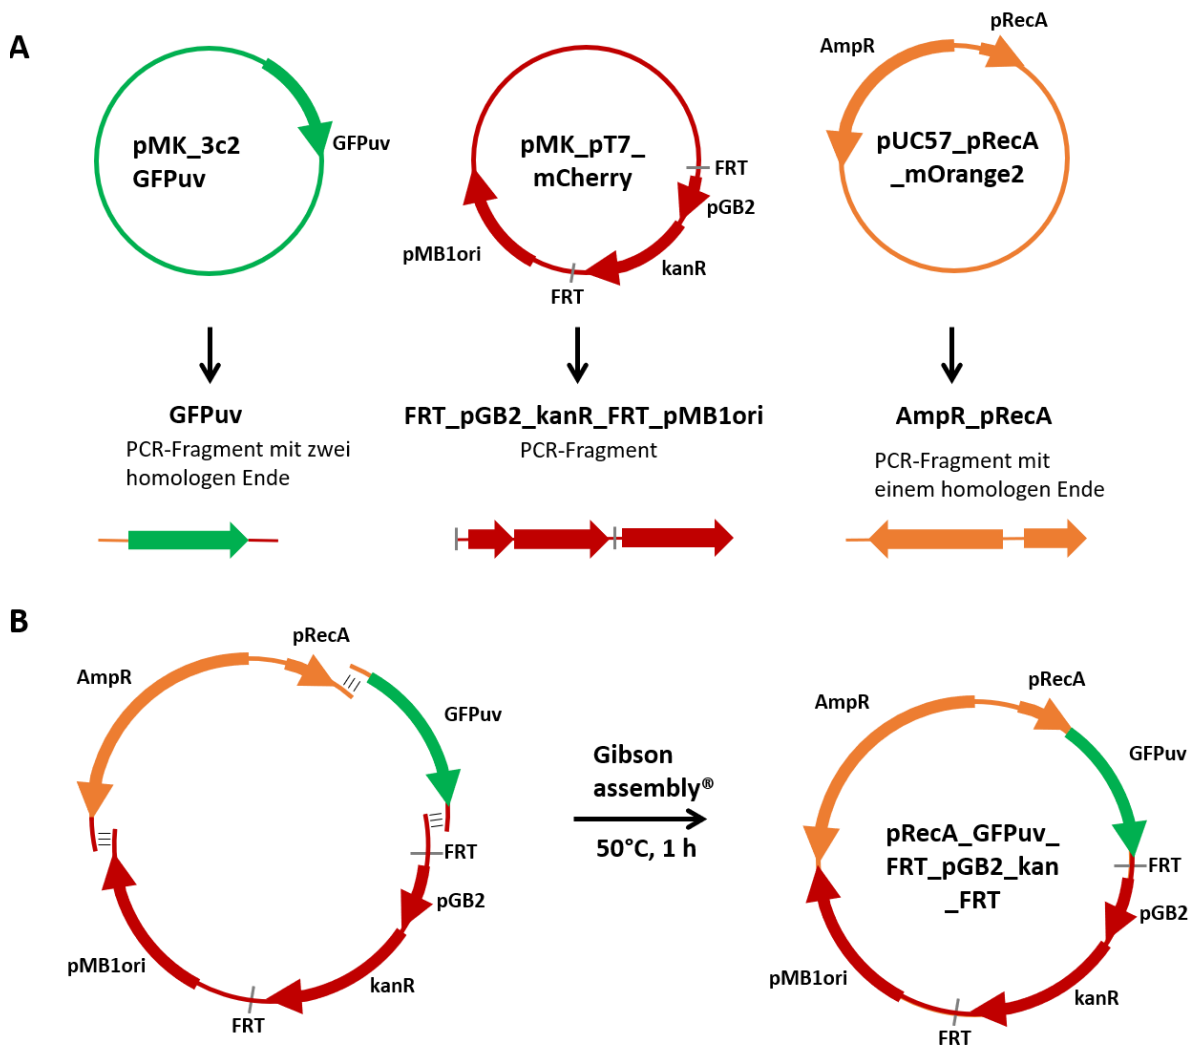 A
pMK_3c2
GFPuv
GFPuv
pMK_pT7_
mCherry
FRT
pGB2
kanR
FRT
pMB1ori
AmpR
pRecA
pUC57_pRecA
_mOrange2
GFPuv
PCR-Fragment mit zwei
homologen Ende
FRT_pGB2_kanR_FRT_pMB1ori
PCR-Fragment
AmpR_pRecA
PCR-Fragment mit
einem homologen Ende
B
pRecA
AmpR
GFPuv
FRT
pGB2
kanR
FRT
pMB1ori
Gibson
assembly®
50°C, 1 h
pRecA
AmpR
GFPuv
pRecA_GFPuv_
FRT_pGB2_kan
_FRT
FRT
pGB2
kanR
FRT
pMB1ori